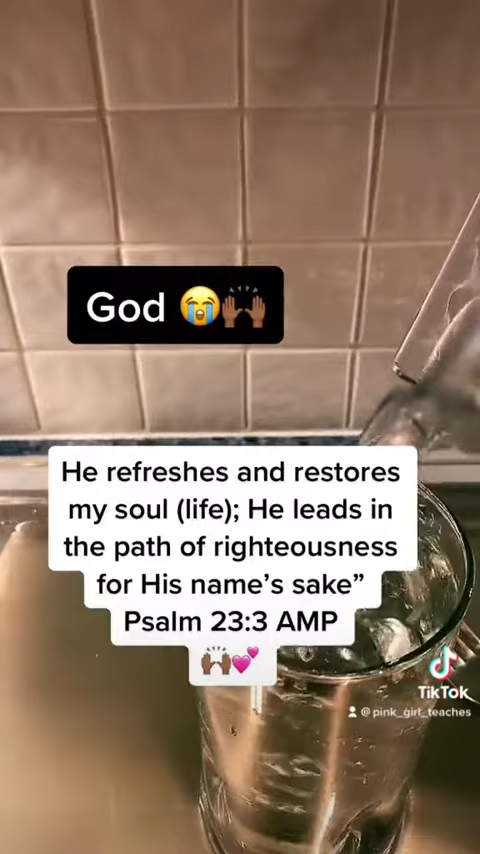 God 😭🙌🏾
He refreshes and restores
my soul (life); He leads in
the path of righteousness
for His name’s sake”
Psalm 23:3 AMP
🙌🏾💕
TikTok
@pink_girl_teaches